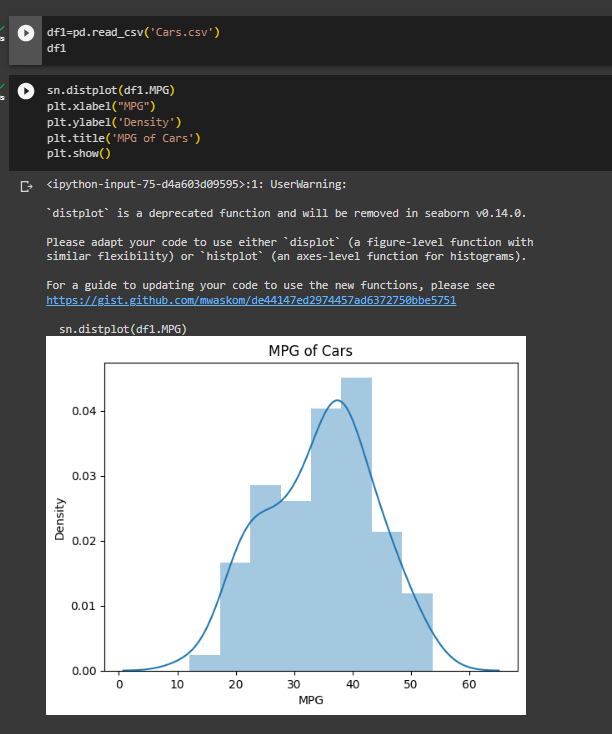 df1=pd.read_csv('Cars.csv')
df1
sn.distplot(df1.MPG)
plt.xlabel("MPG")
plt.ylabel('Density')
plt.title('MPG of Cars')
plt.show()
<ipython-input-75-d4a603d09595>:1: UserWarning:
`distplot` is a deprecated function and will be removed in seaborn v0.14.0.
Please adapt your code to use either `displot` (a figure-level function with
similar flexibility) or `histplot` (an axes-level function for histograms).
For a guide to updating your code to use the new functions, please see
https://gist.github.com/mwaskom/de44147ed2974457ad6372750bbe5751
sn.distplot(df1.MPG)
MPG of Cars
0.04
0.03
0.02
0.01
0.00
Density
0 10 20 30 40 50 60
MPG